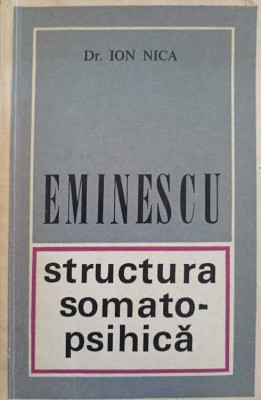 Dr. ION NICA
EMINESCU
structura
somato-
psihică